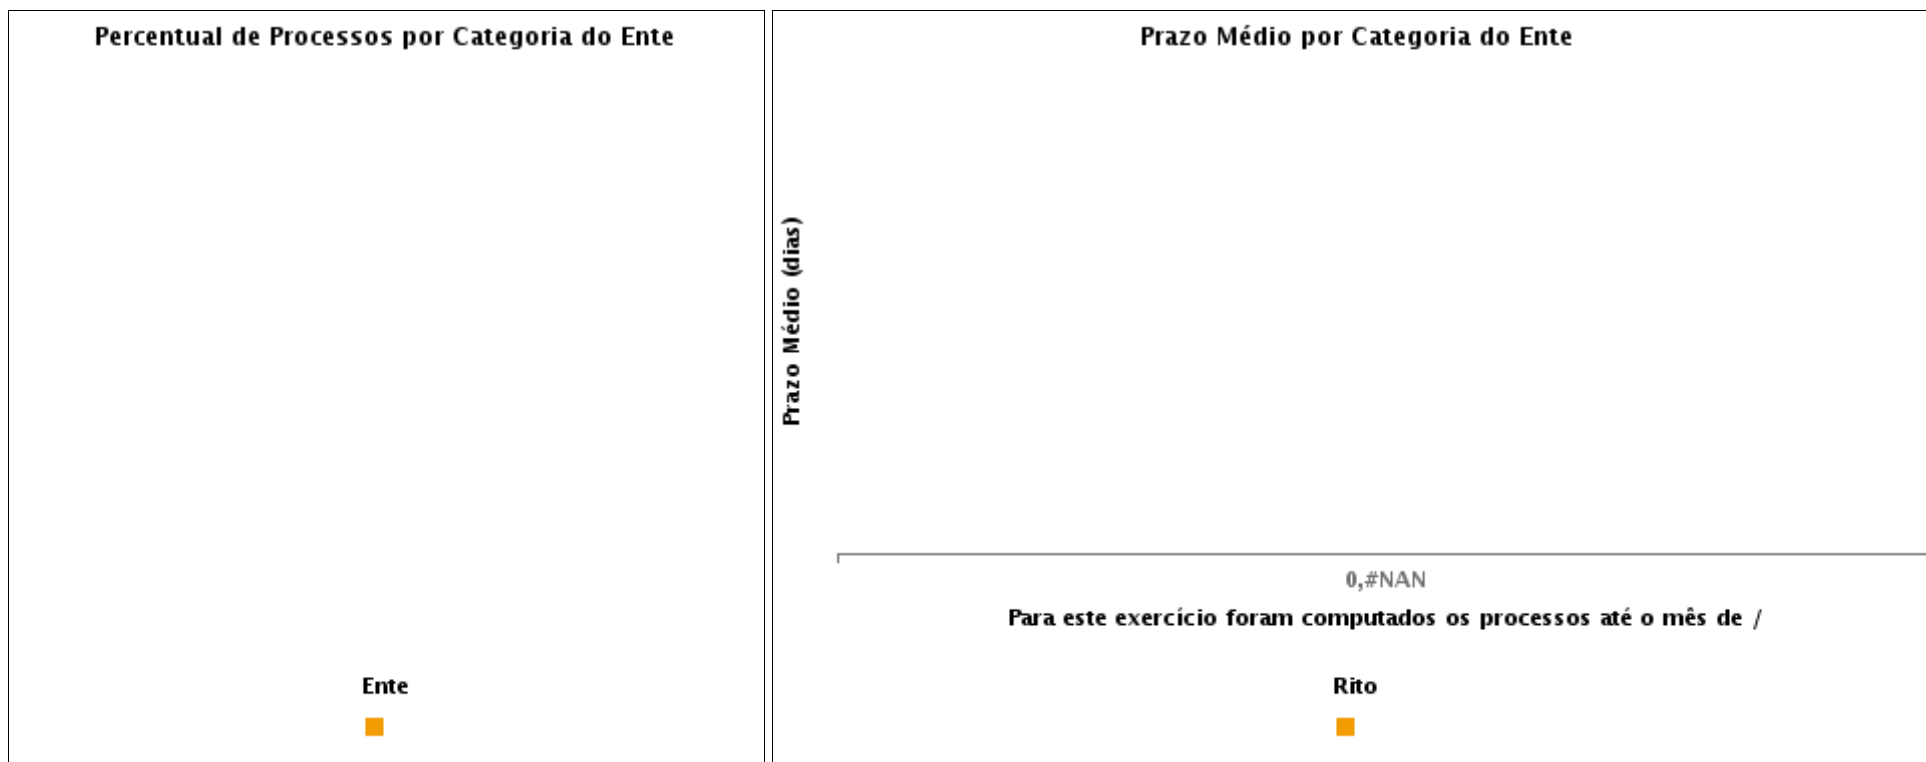 Percentual de Processos por Categoria do Ente
Ente
Prazo Médio por Categoria do Ente
Prazo Médio (dias)
0,#NAN
Para este exercício foram computados os processos até o mês de /
Rito